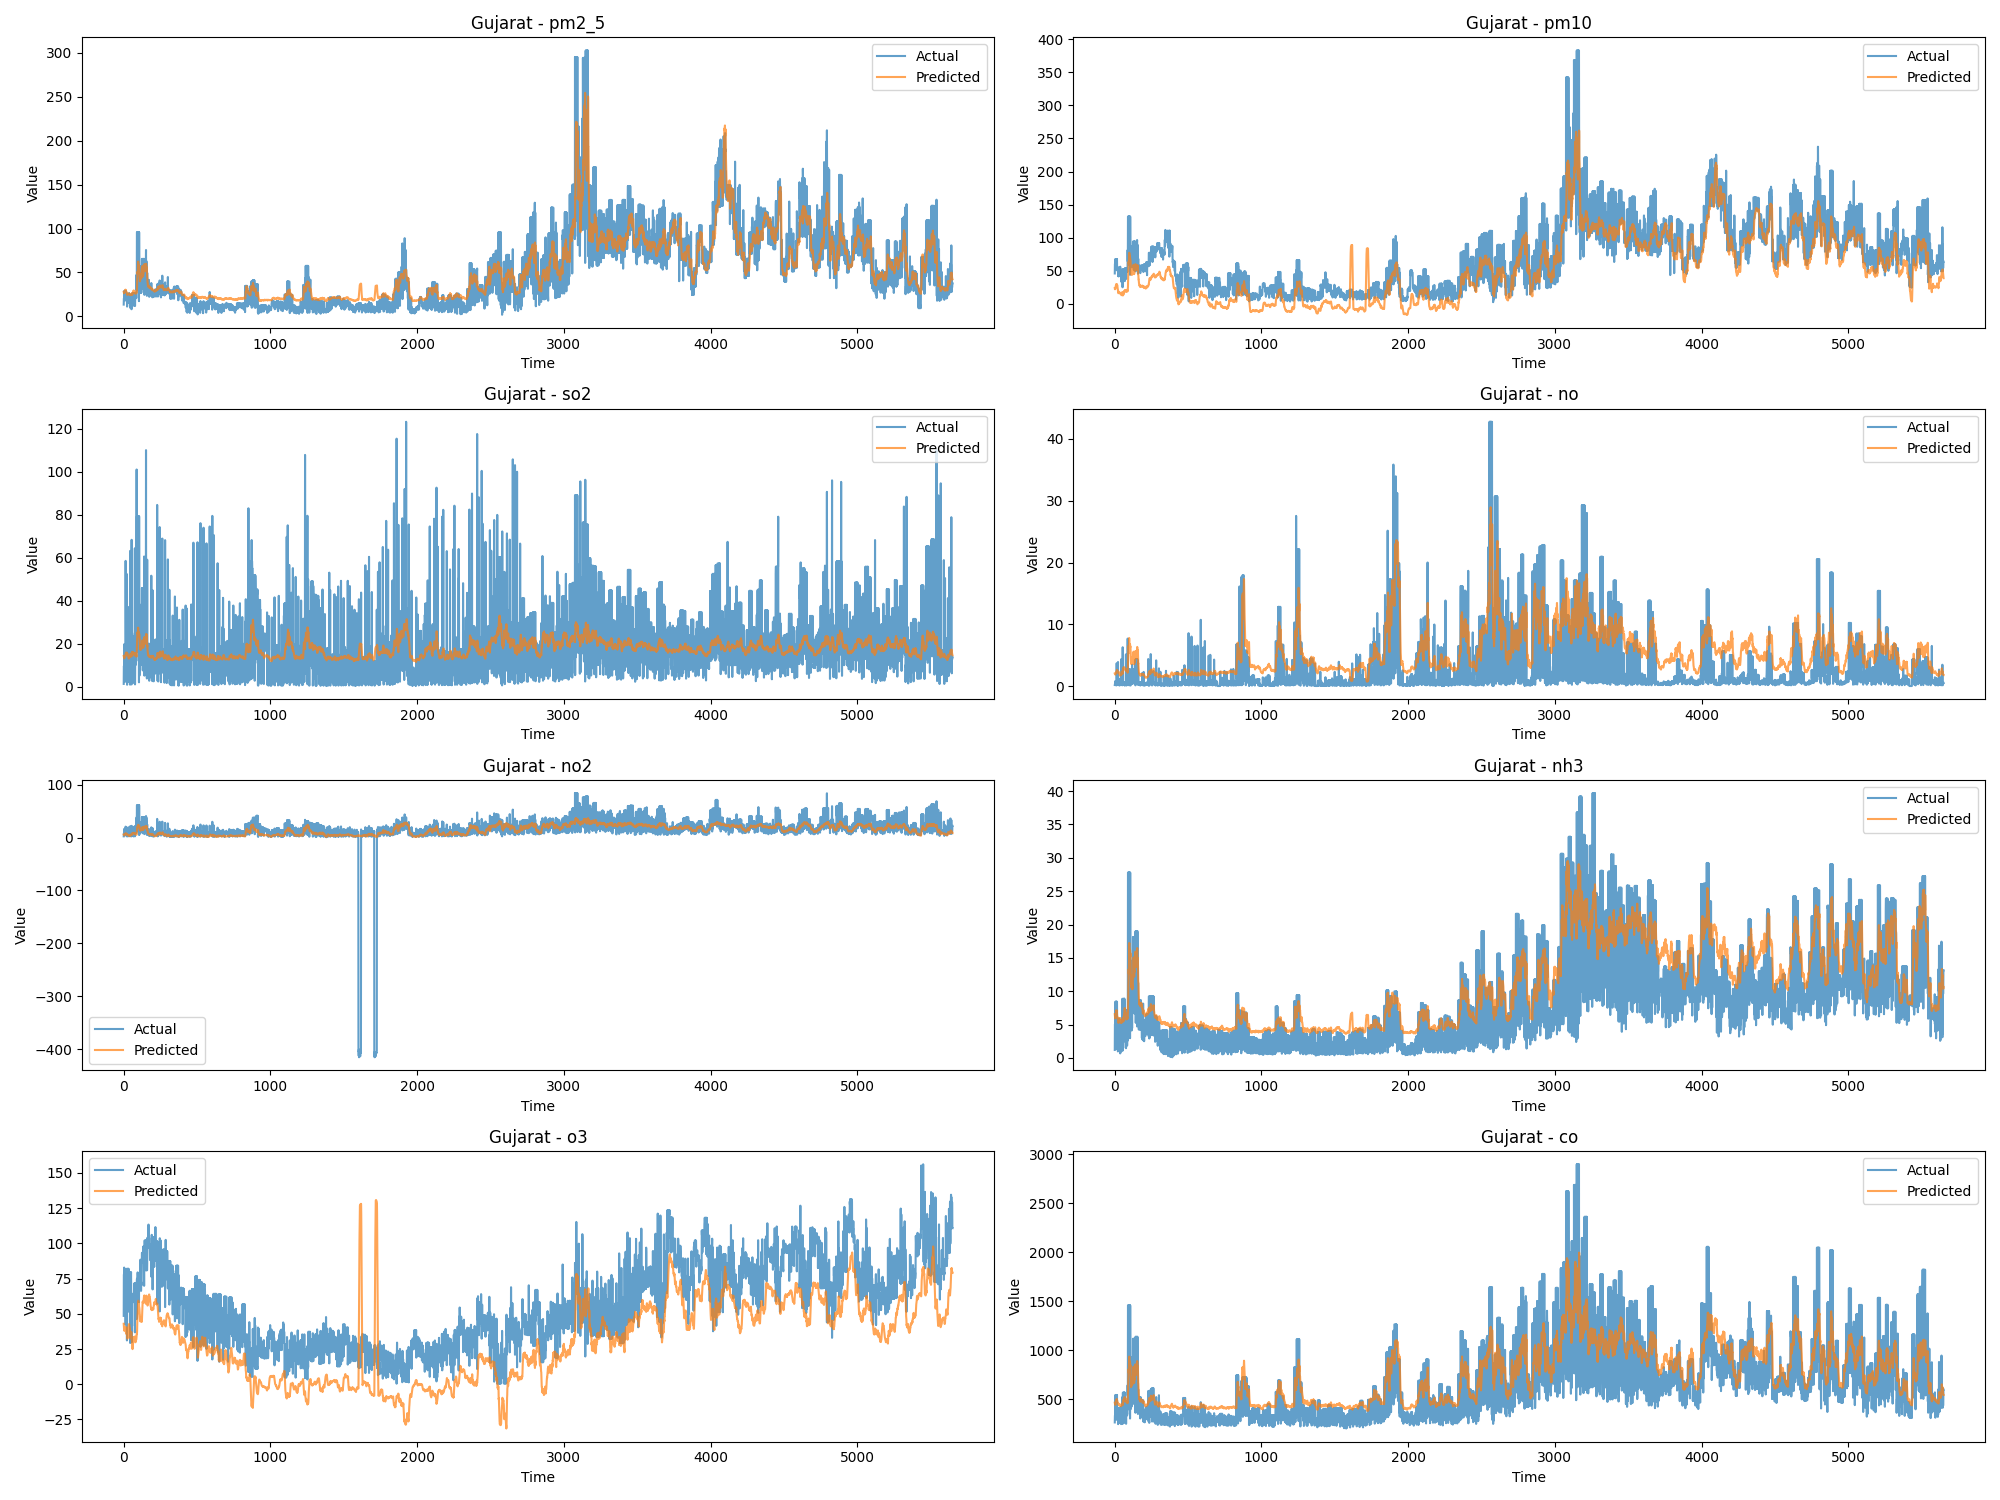 Gujarat - pm2_5
300
250
200
150
100
50
0
Value
0 1000 2000 3000 4000 5000
Time
Actual
Predicted
Gujarat - pm10
400
350
300
250
200
150
100
50
0
Value
0 1000 2000 3000 4000 5000
Time
Actual
Predicted
Gujarat - so2
120
100
80
60
40
20
0
Value
0 1000 2000 3000 4000 5000
Time
Actual
Predicted
Gujarat - no
40
30
20
10
0
Value
0 1000 2000 3000 4000 5000
Time
Actual
Predicted
Gujarat - no2
100
0
−100
−200
−300
−400
Value
0 1000 2000 3000 4000 5000
Time
Actual
Predicted
Gujarat - nh3
40
35
30
25
20
15
10
5
0
Value
0 1000 2000 3000 4000 5000
Time
Actual
Predicted
Gujarat - o3
150
125
100
75
50
25
0
−25
Value
0 1000 2000 3000 4000 5000
Time
Actual
Predicted
Gujarat - co
3000
2500
2000
1500
1000
500
Value
0 1000 2000 3000 4000 5000
Time
Actual
Predicted